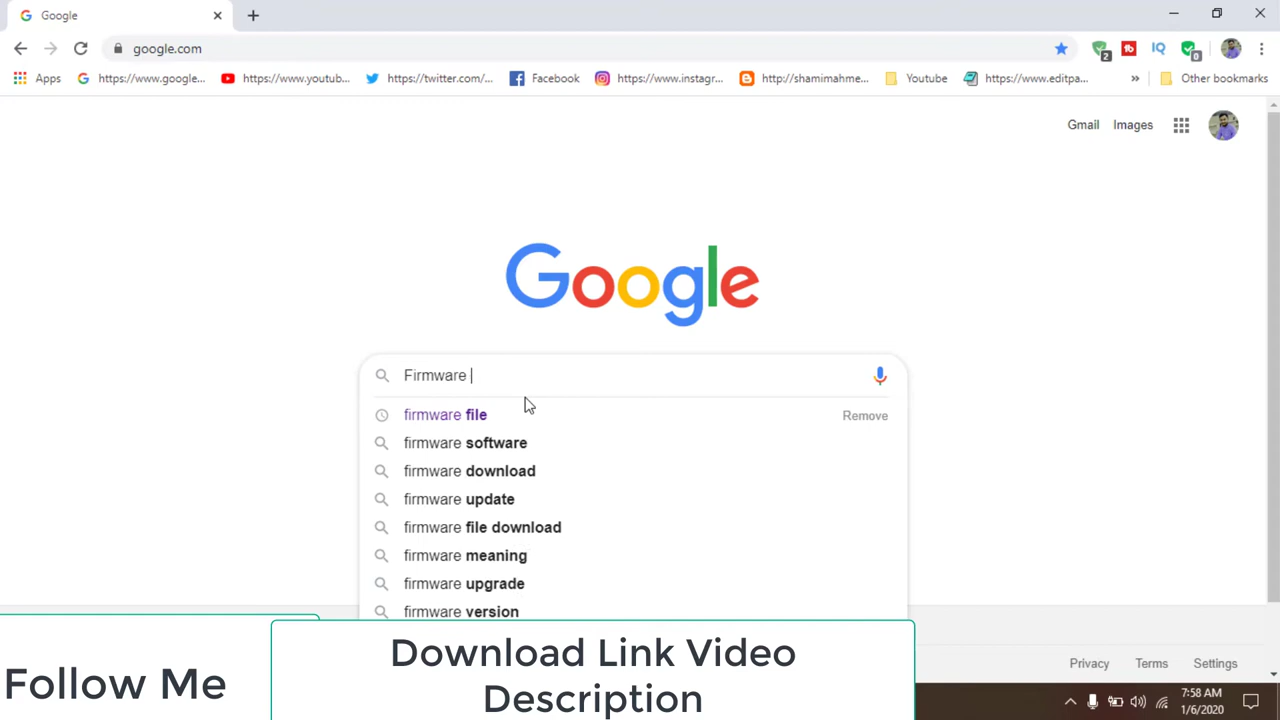 Google
google.com
2
IQ
0
Apps
https://www.google...
https://www.youtub...
https://twitter.com/...
Facebook
https://www.instagr...
http://shamimahme...
Youtube
https://www.editpa...
»
Other bookmarks
Gmail
Images
Google
Firmware
firmware file
Remove
firmware software
firmware download
firmware update
firmware file download
firmware meaning
firmware upgrade
firmware version
Follow Me
Download Link Video
Description
Privacy
Terms
Settings
7:58 AM
1/6/2020